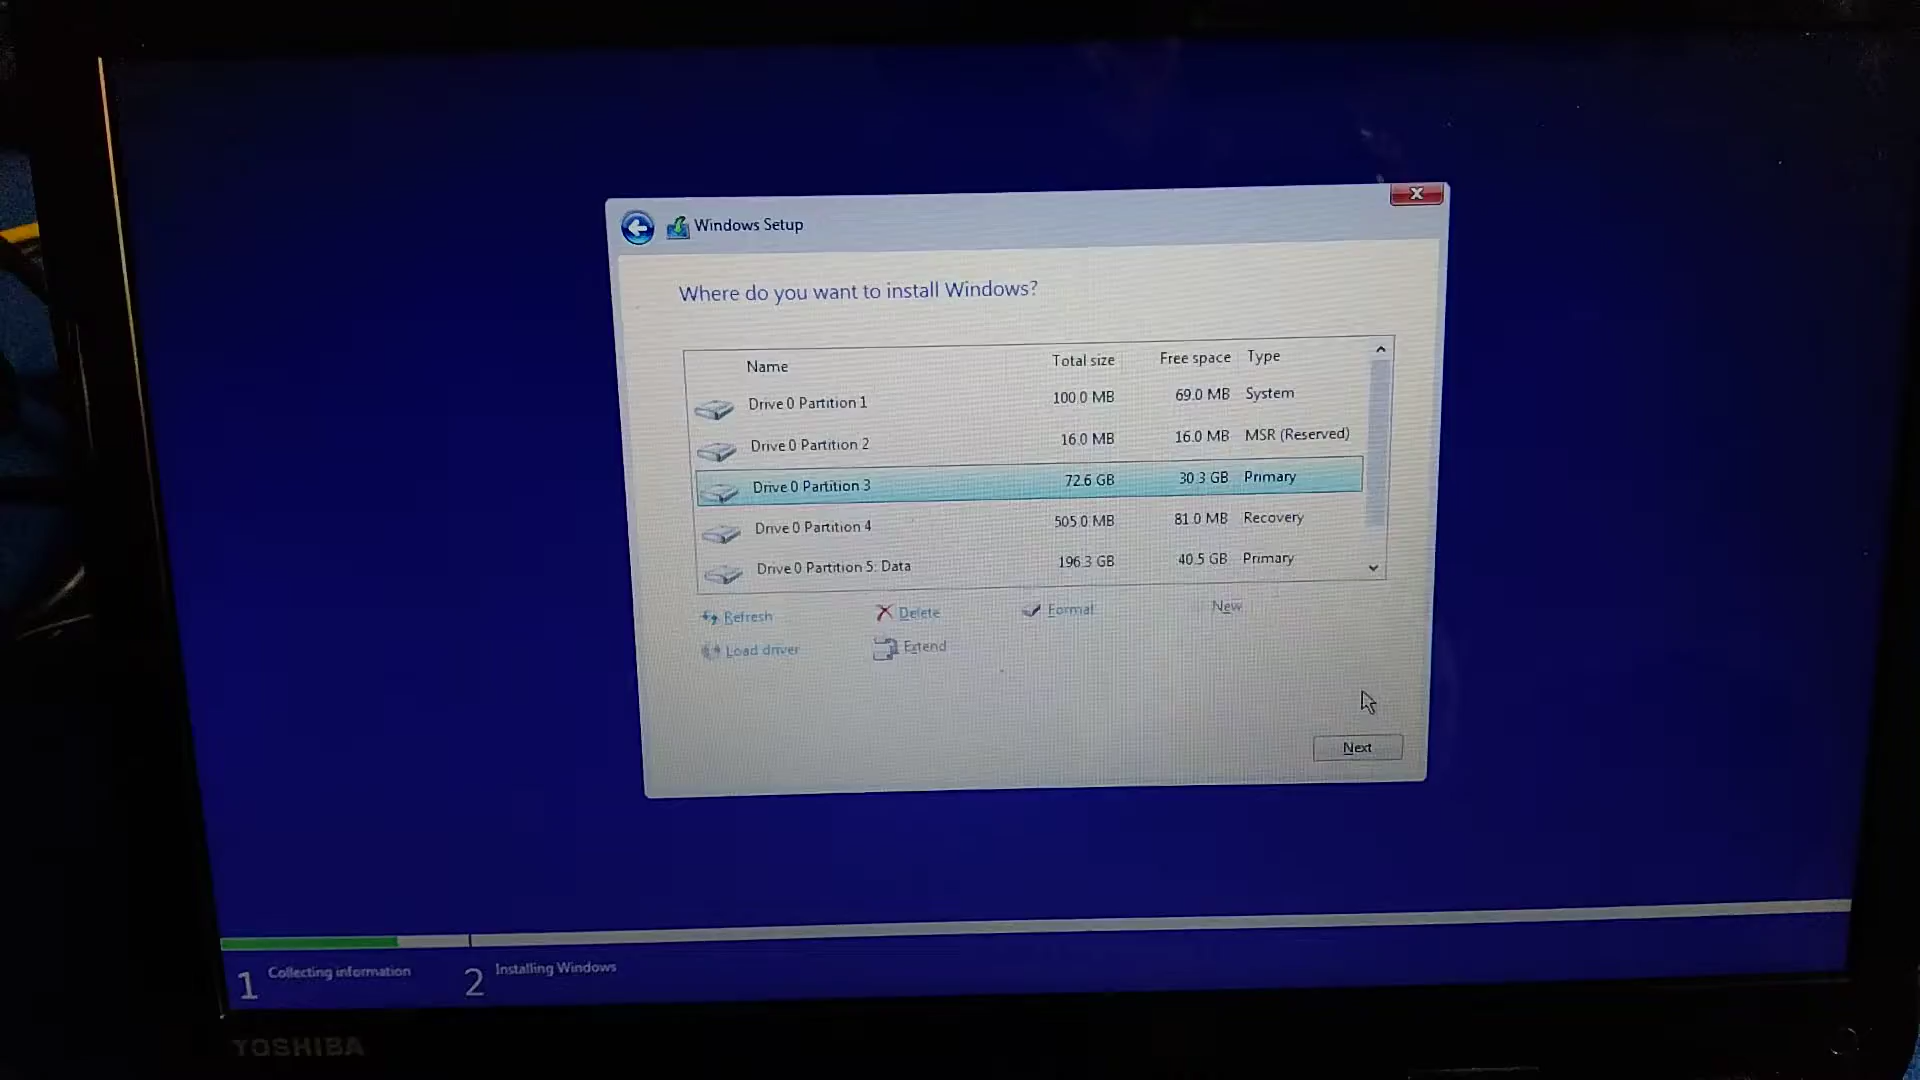 Windows Setup
Where do you want to install Windows?
Name Total size Free space Type
Drive 0 Partition 1 100.0 MB 69.0 MB System
Drive 0 Partition 2 16.0 MB 16.0 MB MSR (Reserved)
Drive 0 Partition 3 72.6 GB 30.3 GB Primary
Drive 0 Partition 4 505.0 MB 81.0 MB Recovery
Drive 0 Partition 5: Data 196.3 GB 40.5 GB Primary
Refresh Delete Format New
Load driver Extend
Next
1 Collecting information 2 Installing Windows
TOSHIBA